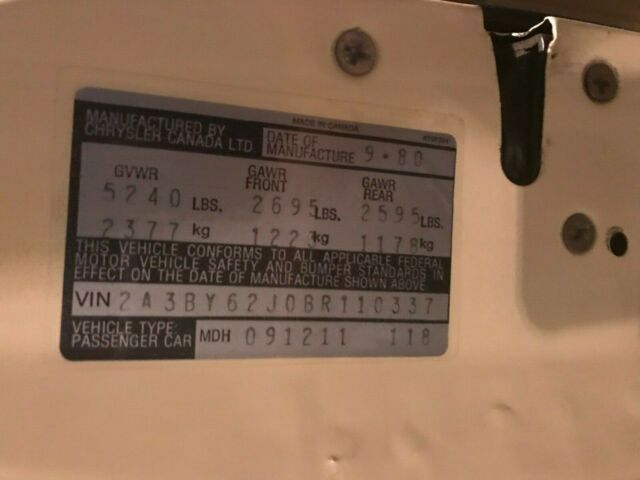 MADE IN CANADA
MANUFACTURED BY
CHRYSLER CANADA LTD
DATE OF
MANUFACTURE 9·80
GVWR GAWR FRONT GAWR REAR
5240 LBS. 2695 LBS. 2595 LBS.
2377 kg 1223 kg 1178 kg
THIS VEHICLE CONFORMS TO ALL APPLICABLE FEDERAL
MOTOR VEHICLE SAFETY AND BUMPER STANDARDS IN
EFFECT ON THE DATE OF MANUFACTURE SHOWN ABOVE
VIN 2A3BY62J0BR110337
VEHICLE TYPE:
PASSENGER CAR
MDH 091211 118